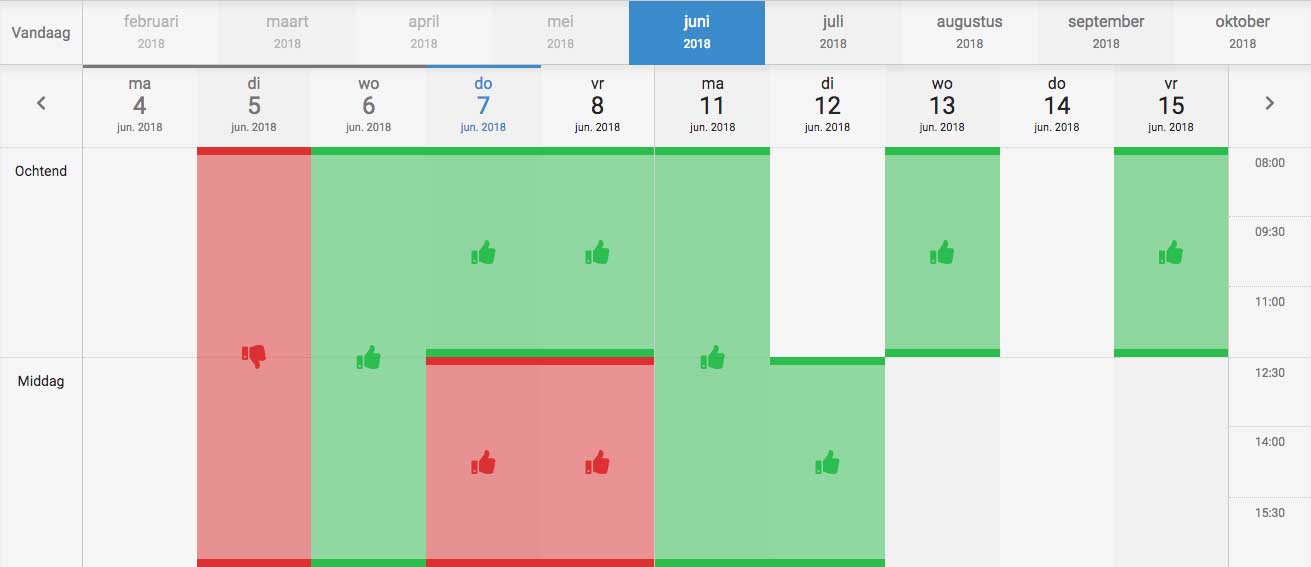 Vandaag
februari
2018
maart
2018
april
2018
mei
2018
juni
2018
juli
2018
augustus
2018
september
2018
oktober
2018
ma
4
jun. 2018
di
5
jun. 2018
wo
6
jun. 2018
do
7
jun. 2018
vr
8
jun. 2018
ma
11
jun. 2018
di
12
jun. 2018
wo
13
jun. 2018
do
14
jun. 2018
vr
15
jun. 2018
Ochtend
08:00
09:30
11:00
Middag
12:30
14:00
15:30